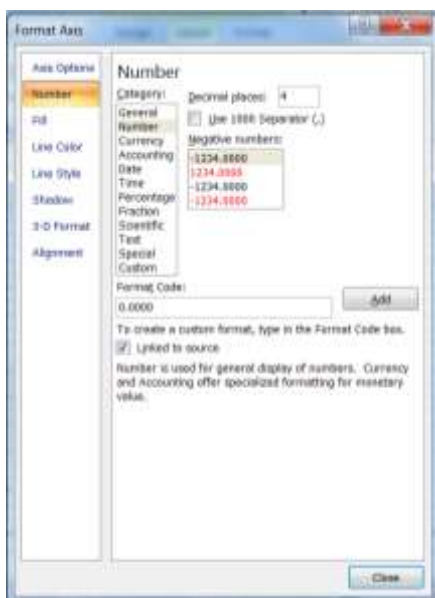 Format Axis
Axis Options
Number
Fill
Line Color
Line Style
Shadow
3-D Format
Alignment
Number
Category:
General
Number
Currency
Accounting
Date
Time
Percentage
Fraction
Scientific
Text
Special
Custom
Decimal places: 4
Use 1000 Separator (,)
Negative numbers:
-1234.0000
1234.0000
-1234.0000
-1234.0000
Format Code:
0.0000
Add
To create a custom format, type in the Format Code box.
Linked to source
Number is used for general display of numbers. Currency
and Accounting offer specialized formatting for monetary
value.
Close